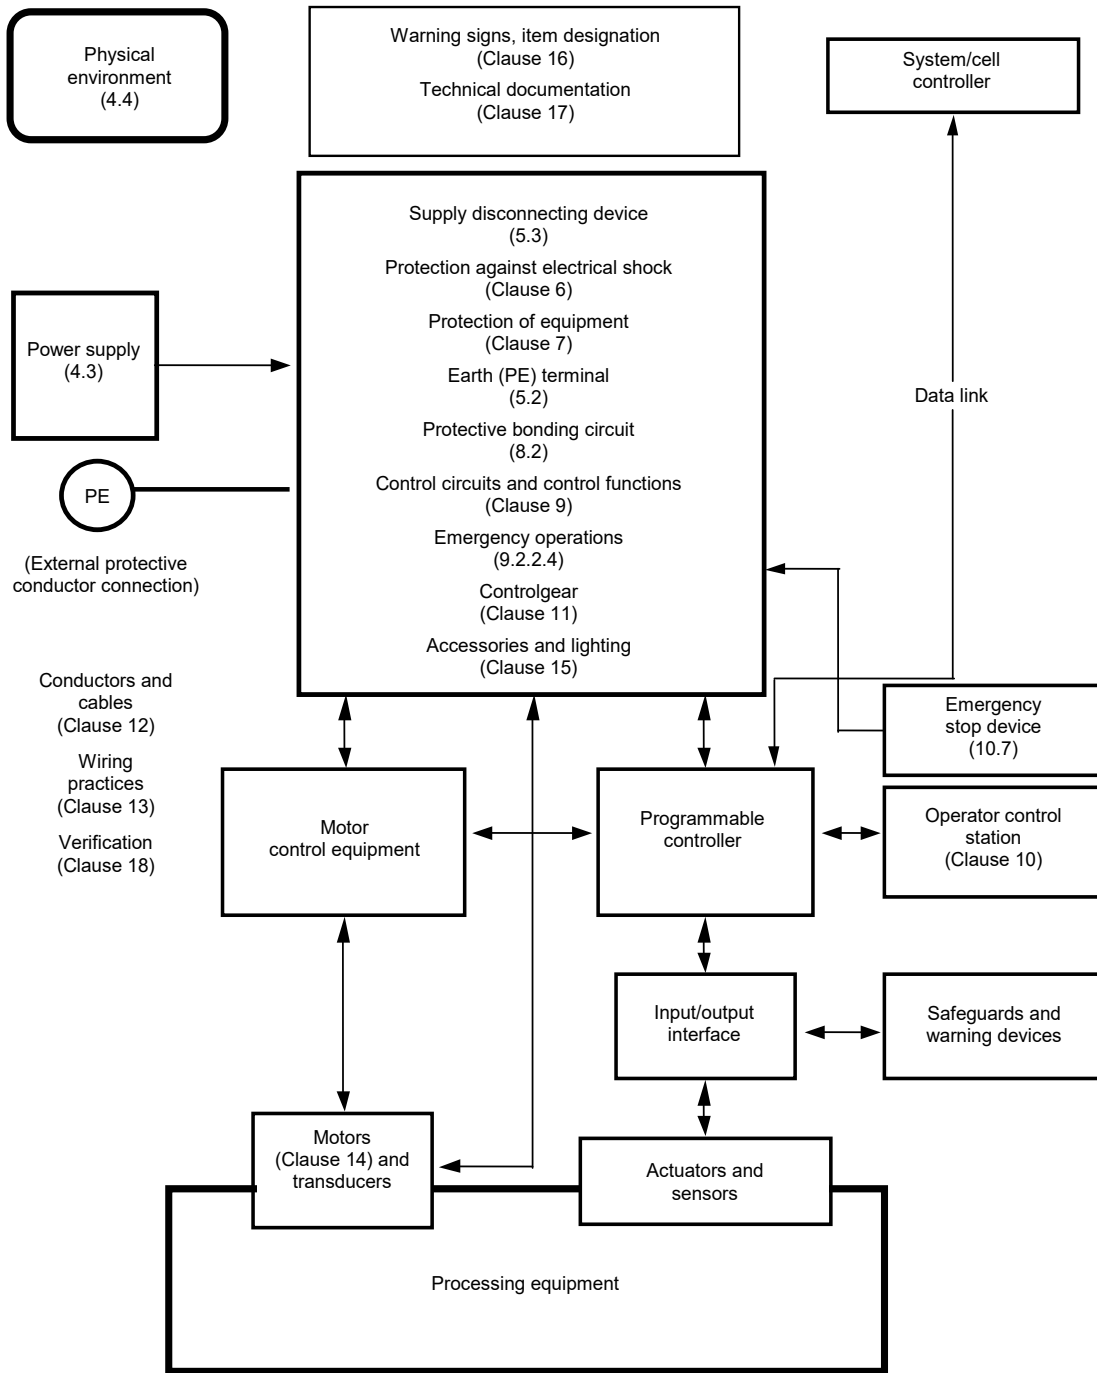 Physical
environment
(4.4)
Warning signs, item designation
(Clause 16)
Technical documentation
(Clause 17)
System/cell
controller
Supply disconnecting device
(5.3)
Protection against electrical shock
(Clause 6)
Protection of equipment
(Clause 7)
Earth (PE) terminal
(5.2)
Protective bonding circuit
(8.2)
Control circuits and control functions
(Clause 9)
Emergency operations
(9.2.2.4)
Controlgear
(Clause 11)
Accessories and lighting
(Clause 15)
Power supply
(4.3)
PE
(External protective
conductor connection)
Data link
Conductors and
cables
(Clause 12)
Wiring
practices
(Clause 13)
Verification
(Clause 18)
Emergency
stop device
(10.7)
Motor
control equipment
Programmable
controller
Operator control
station
(Clause 10)
Input/output
interface
Safeguards and
warning devices
Motors
(Clause 14) and
transducers
Actuators and
sensors
Processing equipment